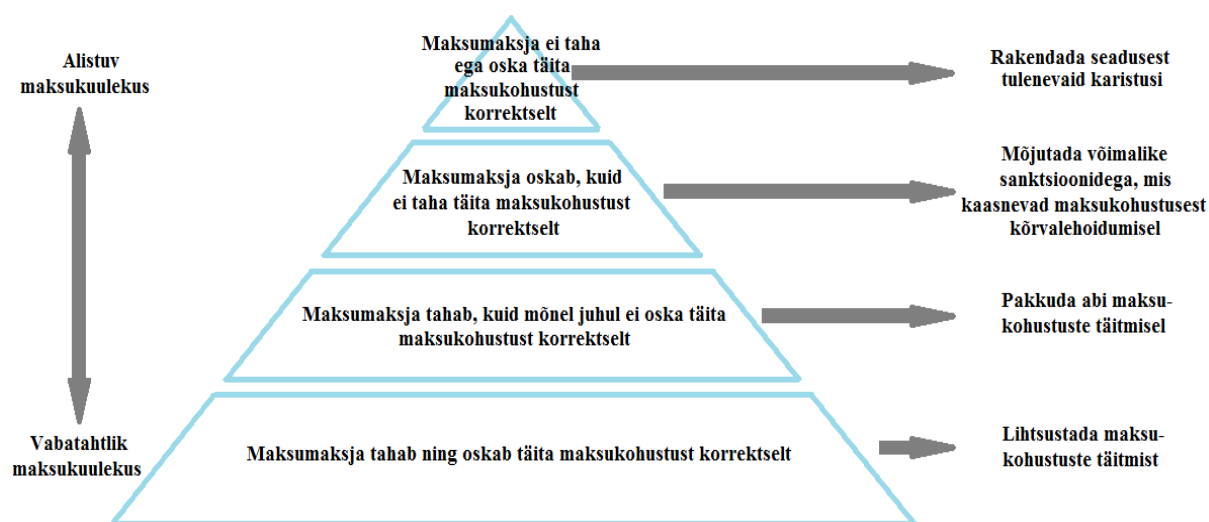 Alistuv
maksukuulekus
Maksumaksja ei taha
ega oska täita
maksukohustust
korrektselt
Rakendada seadusest
tulenevaid karistusi
Maksumaksja oskab, kuid
ei taha täita maksukohustust
korrektselt
Mõjutada võimalike
sanktsioonidega, mis
kaasnevad maksukohustusest
kõrvalehoidumisel
Maksumaksja tahab, kuid mõnel juhul ei oska täita
maksukohustust korrektselt
Pakkuda abi maksu-
kohustuste täitmisel
Vabatahtlik
maksukuulekus
Maksumaksja tahab ning oskab täita maksukohustust korrektselt
Lihtsustada maksu-
kohustuste täitmist